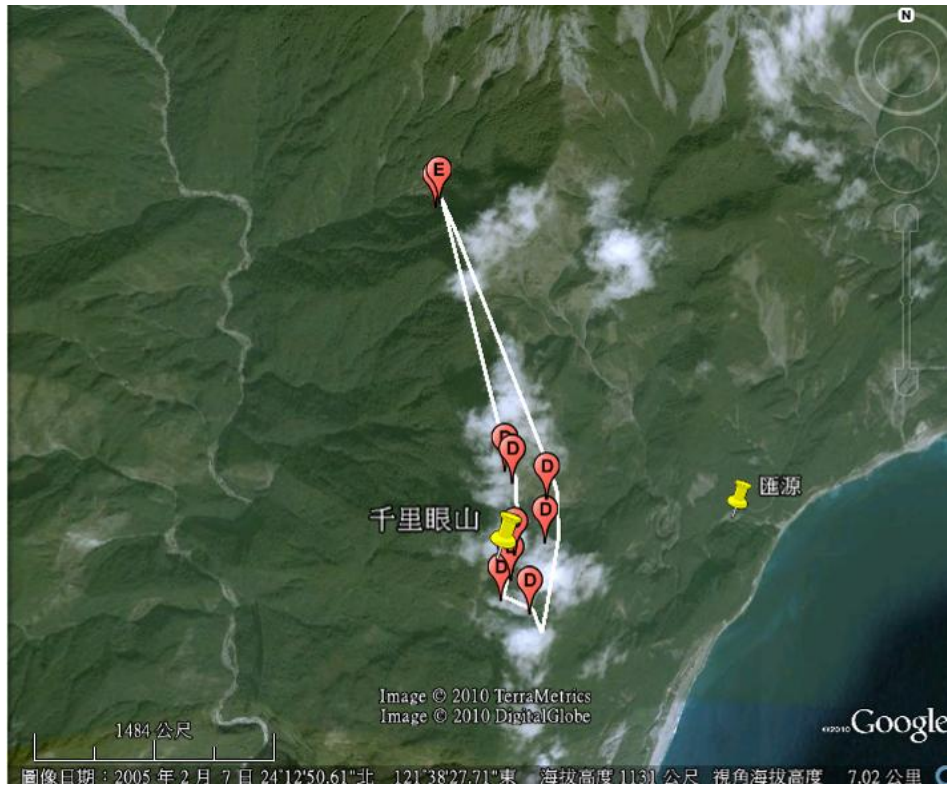 N
E
D
D
D
D
千里眼山
匯源
D
D
Image © 2010 TerraMetrics
Image © 2010 DigitalGlobe
1484 公尺
©2010 Google
圖像日期：2005 年 2 月 7 日 24°12'50.61"北 121°38'27.71"東 海拔高度 1131 公尺 視角海拔高度 7.02 公里